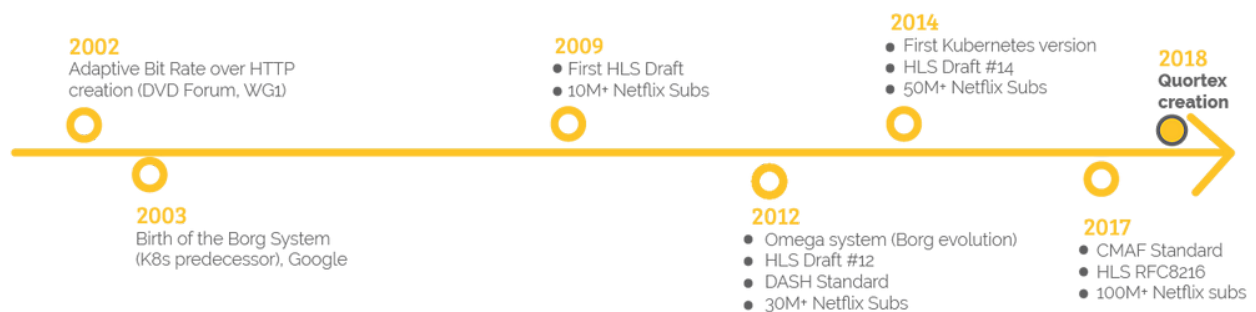 2002
Adaptive Bit Rate over HTTP
creation (DVD Forum, WG1)
2003
Birth of the Borg System
(K8s predecessor), Google
2009
First HLS Draft
10M+ Netflix Subs
2012
Omega system (Borg evolution)
HLS Draft #12
DASH Standard
30M+ Netflix Subs
2014
First Kubernetes version
HLS Draft #14
50M+ Netflix Subs
2017
CMAF Standard
HLS RFC8216
100M+ Netflix subs
2018
Quortex
creation